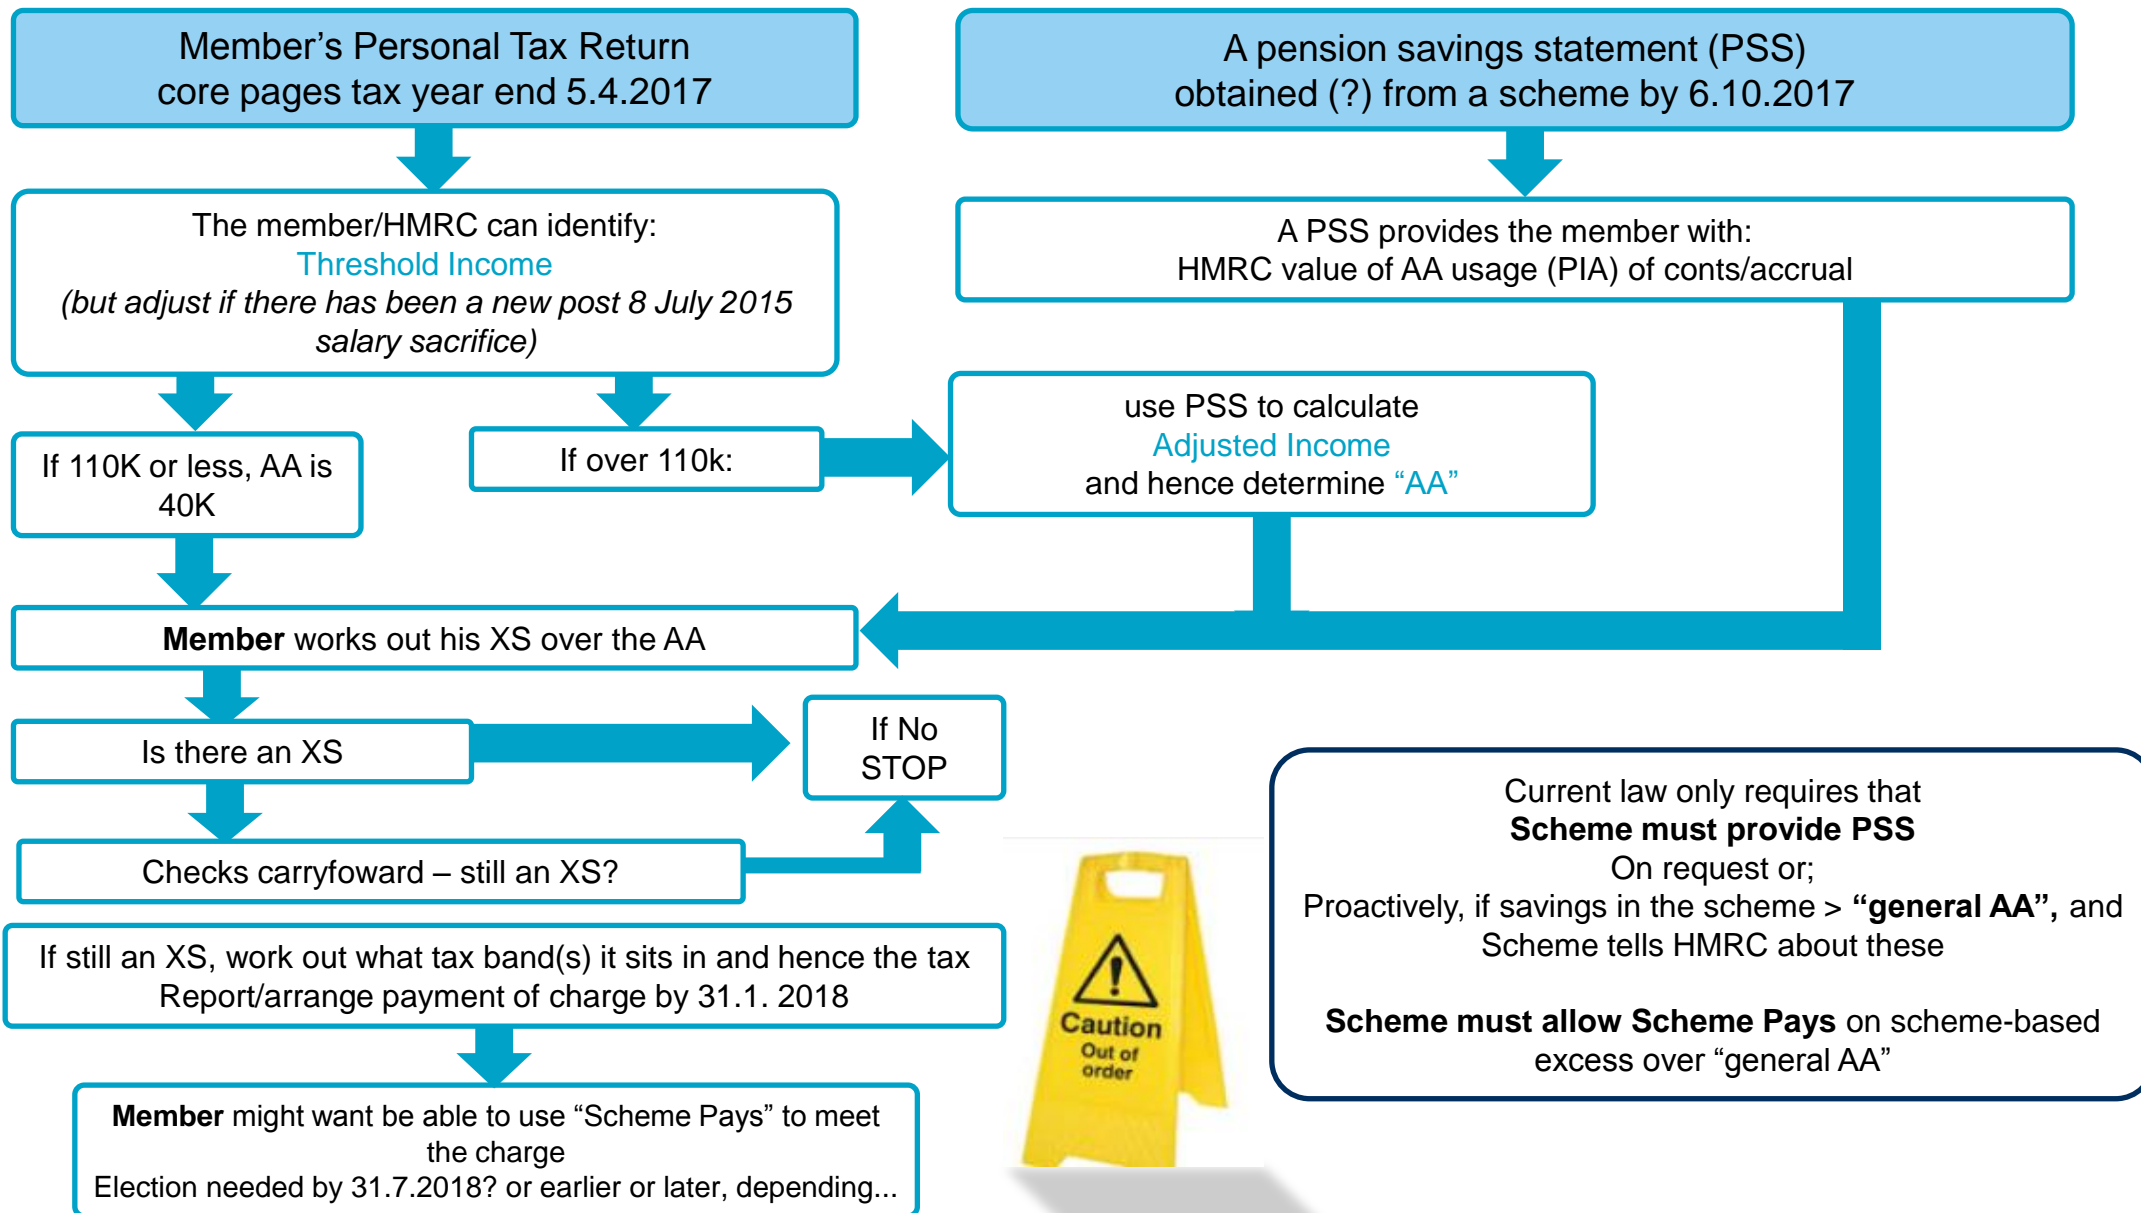 Member’s Personal Tax Return
core pages tax year end 5.4.2017
A pension savings statement (PSS)
obtained (?) from a scheme by 6.10.2017
The member/HMRC can identify:
Threshold Income
(but adjust if there has been a new post 8 July 2015
salary sacrifice)
A PSS provides the member with:
HMRC value of AA usage (PIA) of conts/accrual
If 110K or less, AA is
40K
If over 110k:
use PSS to calculate
Adjusted Income
and hence determine “AA”
Member works out his XS over the AA
Is there an XS
If No
STOP
Checks carryfoward – still an XS?
If still an XS, work out what tax band(s) it sits in and hence the tax
Report/arrange payment of charge by 31.1. 2018
Member might want be able to use “Scheme Pays” to meet
the charge
Election needed by 31.7.2018? or earlier or later, depending...
Caution
Out of
order
Current law only requires that
Scheme must provide PSS
On request or;
Proactively, if savings in the scheme > “general AA”, and
Scheme tells HMRC about these
Scheme must allow Scheme Pays on scheme-based
excess over “general AA”